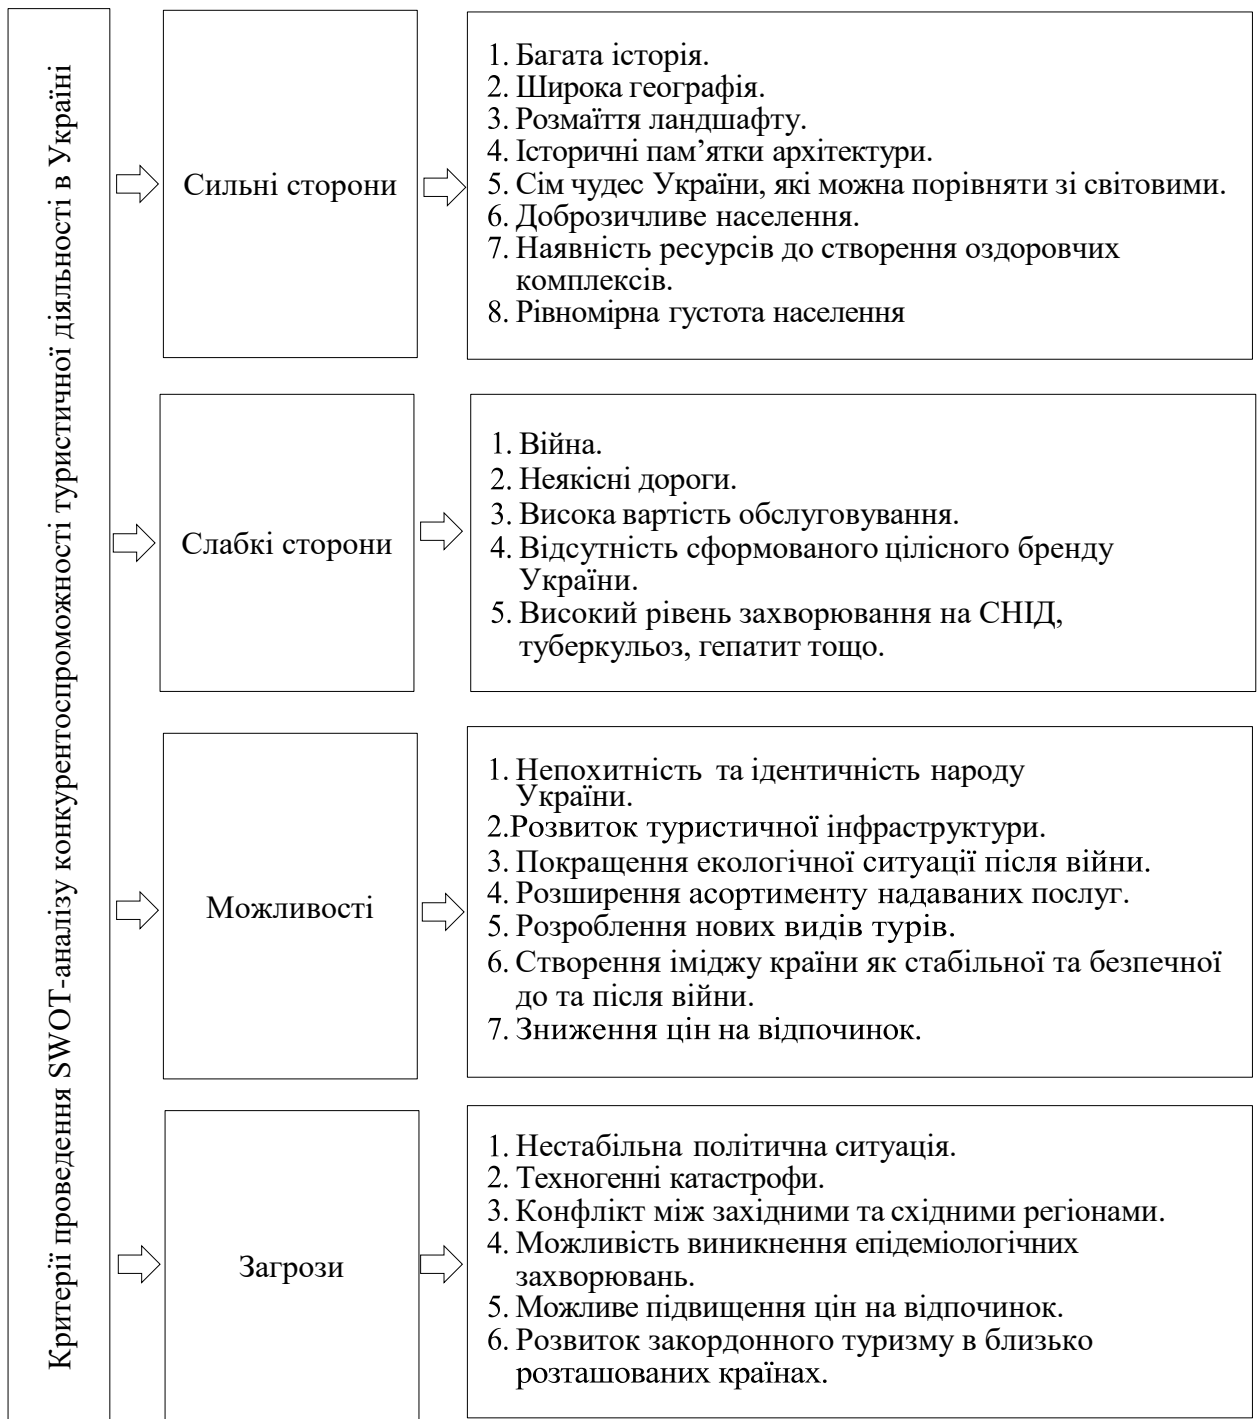 Критерії проведення SWOT-аналізу конкурентоспроможності туристичної діяльності в Україні
Сильні сторони
1. Багата історія.
2. Широка географія.
3. Розмаїття ландшафту.
4. Історичні пам’ятки архітектури.
5. Сім чудес України, які можна порівняти зі світовими.
6. Доброзичливе населення.
7. Наявність ресурсів до створення оздоровчих
комплексів.
8. Рівномірна густота населення
Слабкі сторони
1. Війна.
2. Неякісні дороги.
3. Висока вартість обслуговування.
4. Відсутність сформованого цілісного бренду
України.
5. Високий рівень захворювання на СНІД,
туберкульоз, гепатит тощо.
Можливості
1. Непохитність та ідентичність народу
України.
2.Розвиток туристичної інфраструктури.
3. Покращення екологічної ситуації після війни.
4. Розширення асортименту надаваних послуг.
5. Розроблення нових видів турів.
6. Створення іміджу країни як стабільної та безпечної
до та після війни.
7. Зниження цін на відпочинок.
Загрози
1. Нестабільна політична ситуація.
2. Техногенні катастрофи.
3. Конфлікт між західними та східними регіонами.
4. Можливість виникнення епідеміологічних
захворювань.
5. Можливе підвищення цін на відпочинок.
6. Розвиток закордонного туризму в близько
розташованих країнах.